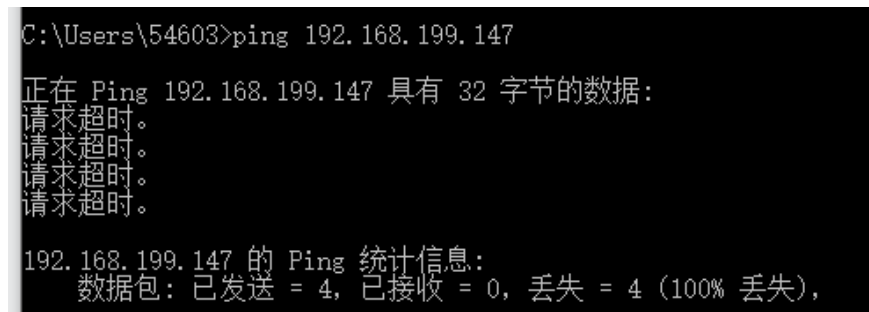 C:\Users\54603>ping 192.168.199.147
正在 Ping 192.168.199.147 具有 32 字节的数据:
请求超时。
请求超时。
请求超时。
请求超时。
192.168.199.147 的 Ping 统计信息:
数据包: 已发送 = 4, 已接收 = 0, 丢失 = 4 (100% 丢失),